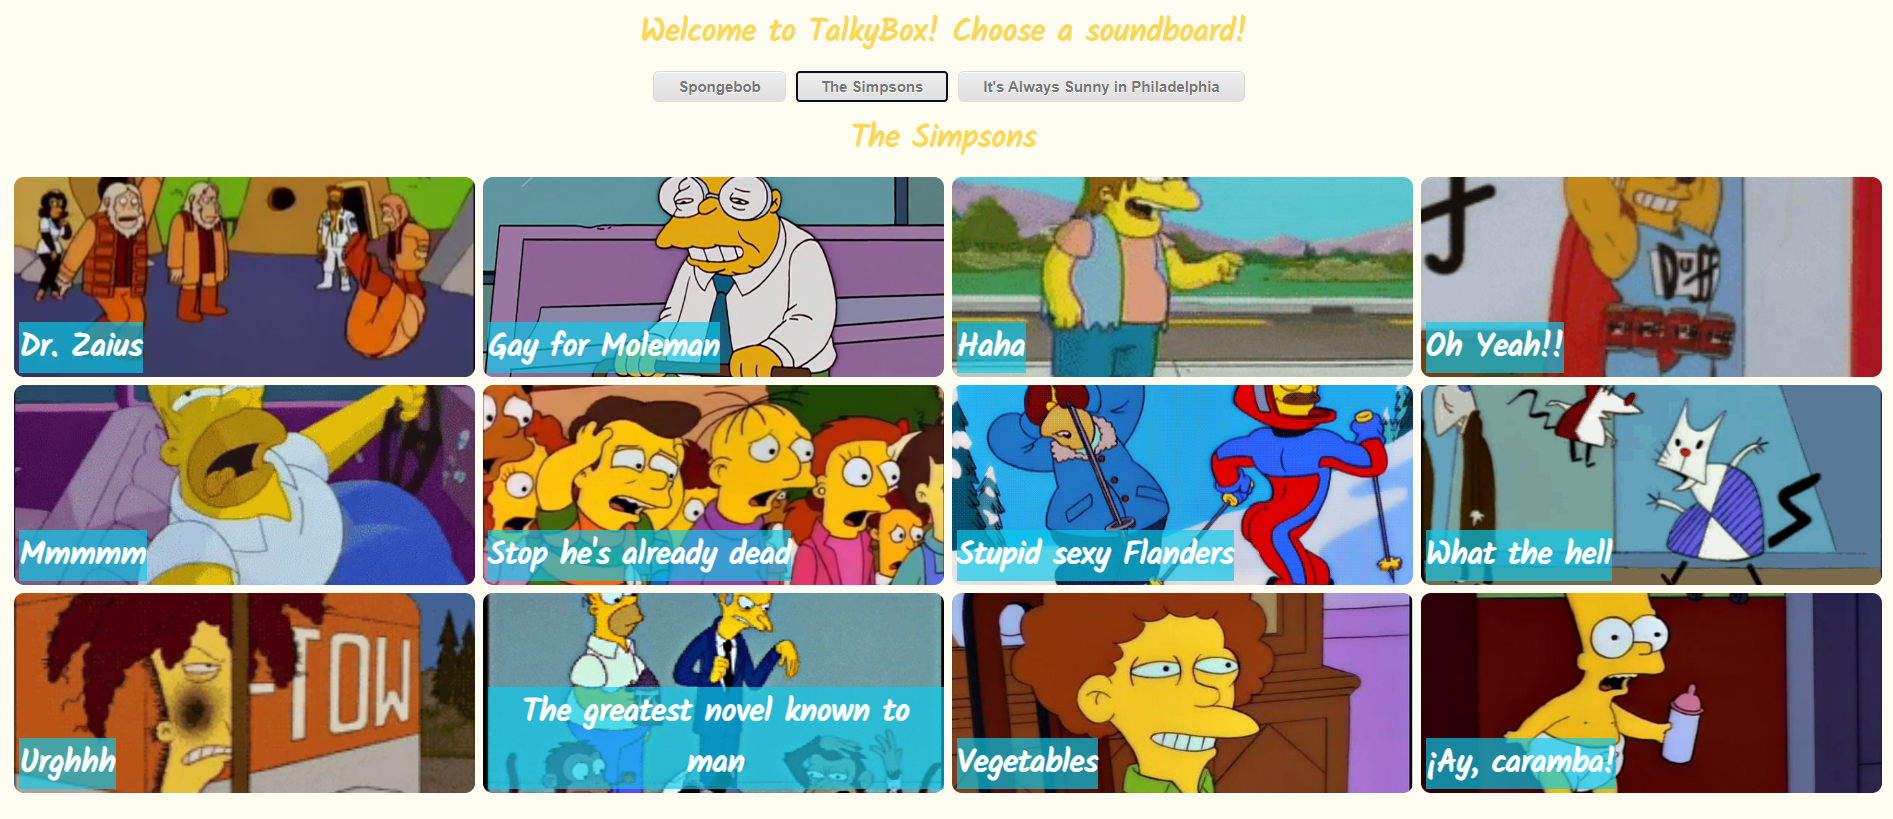 Welcome to TalkyBox! Choose a soundboard!
Spongebob
The Simpsons
It's Always Sunny in Philadelphia
The Simpsons
Dr. Zaius
Gay for Moleman
Haha
Duff
Oh Yeah!!
Mmmmm
Stop he's already dead
Stupid sexy Flanders
What the hell
-TOW
Urghhh
The greatest novel known to
man
Vegetables
¡Ay, caramba!